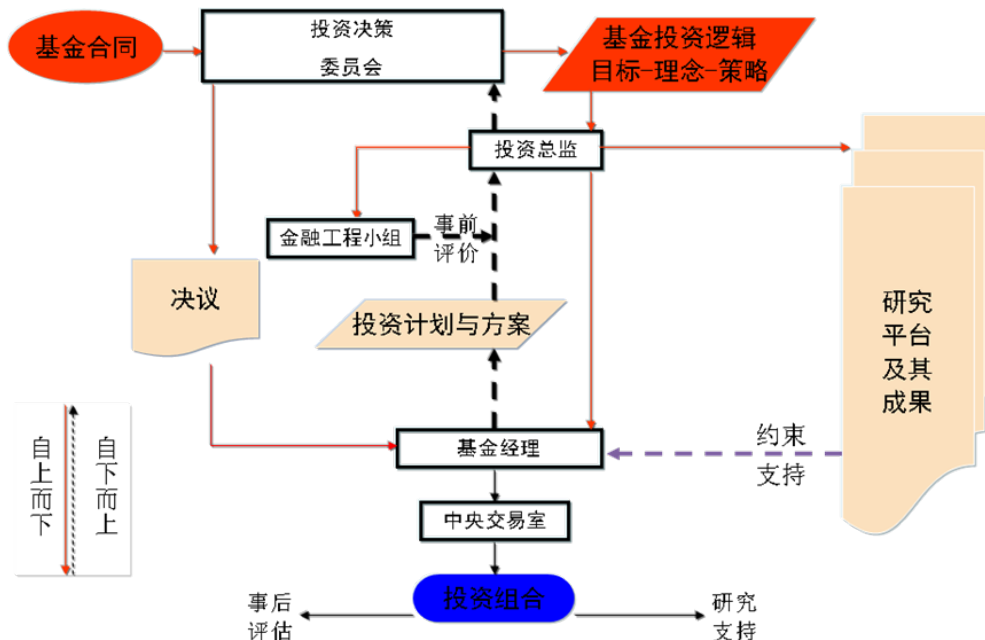 基金合同
投资决策
委员会
基金投资逻辑
目标-理念-策略
投资总监
金融工程小组
事前
评价
决议
投资计划与方案
研究
平台
及其
成果
自上而下
自下而上
基金经理
约束
支持
中央交易室
投资组合
事后
评估
研究
支持